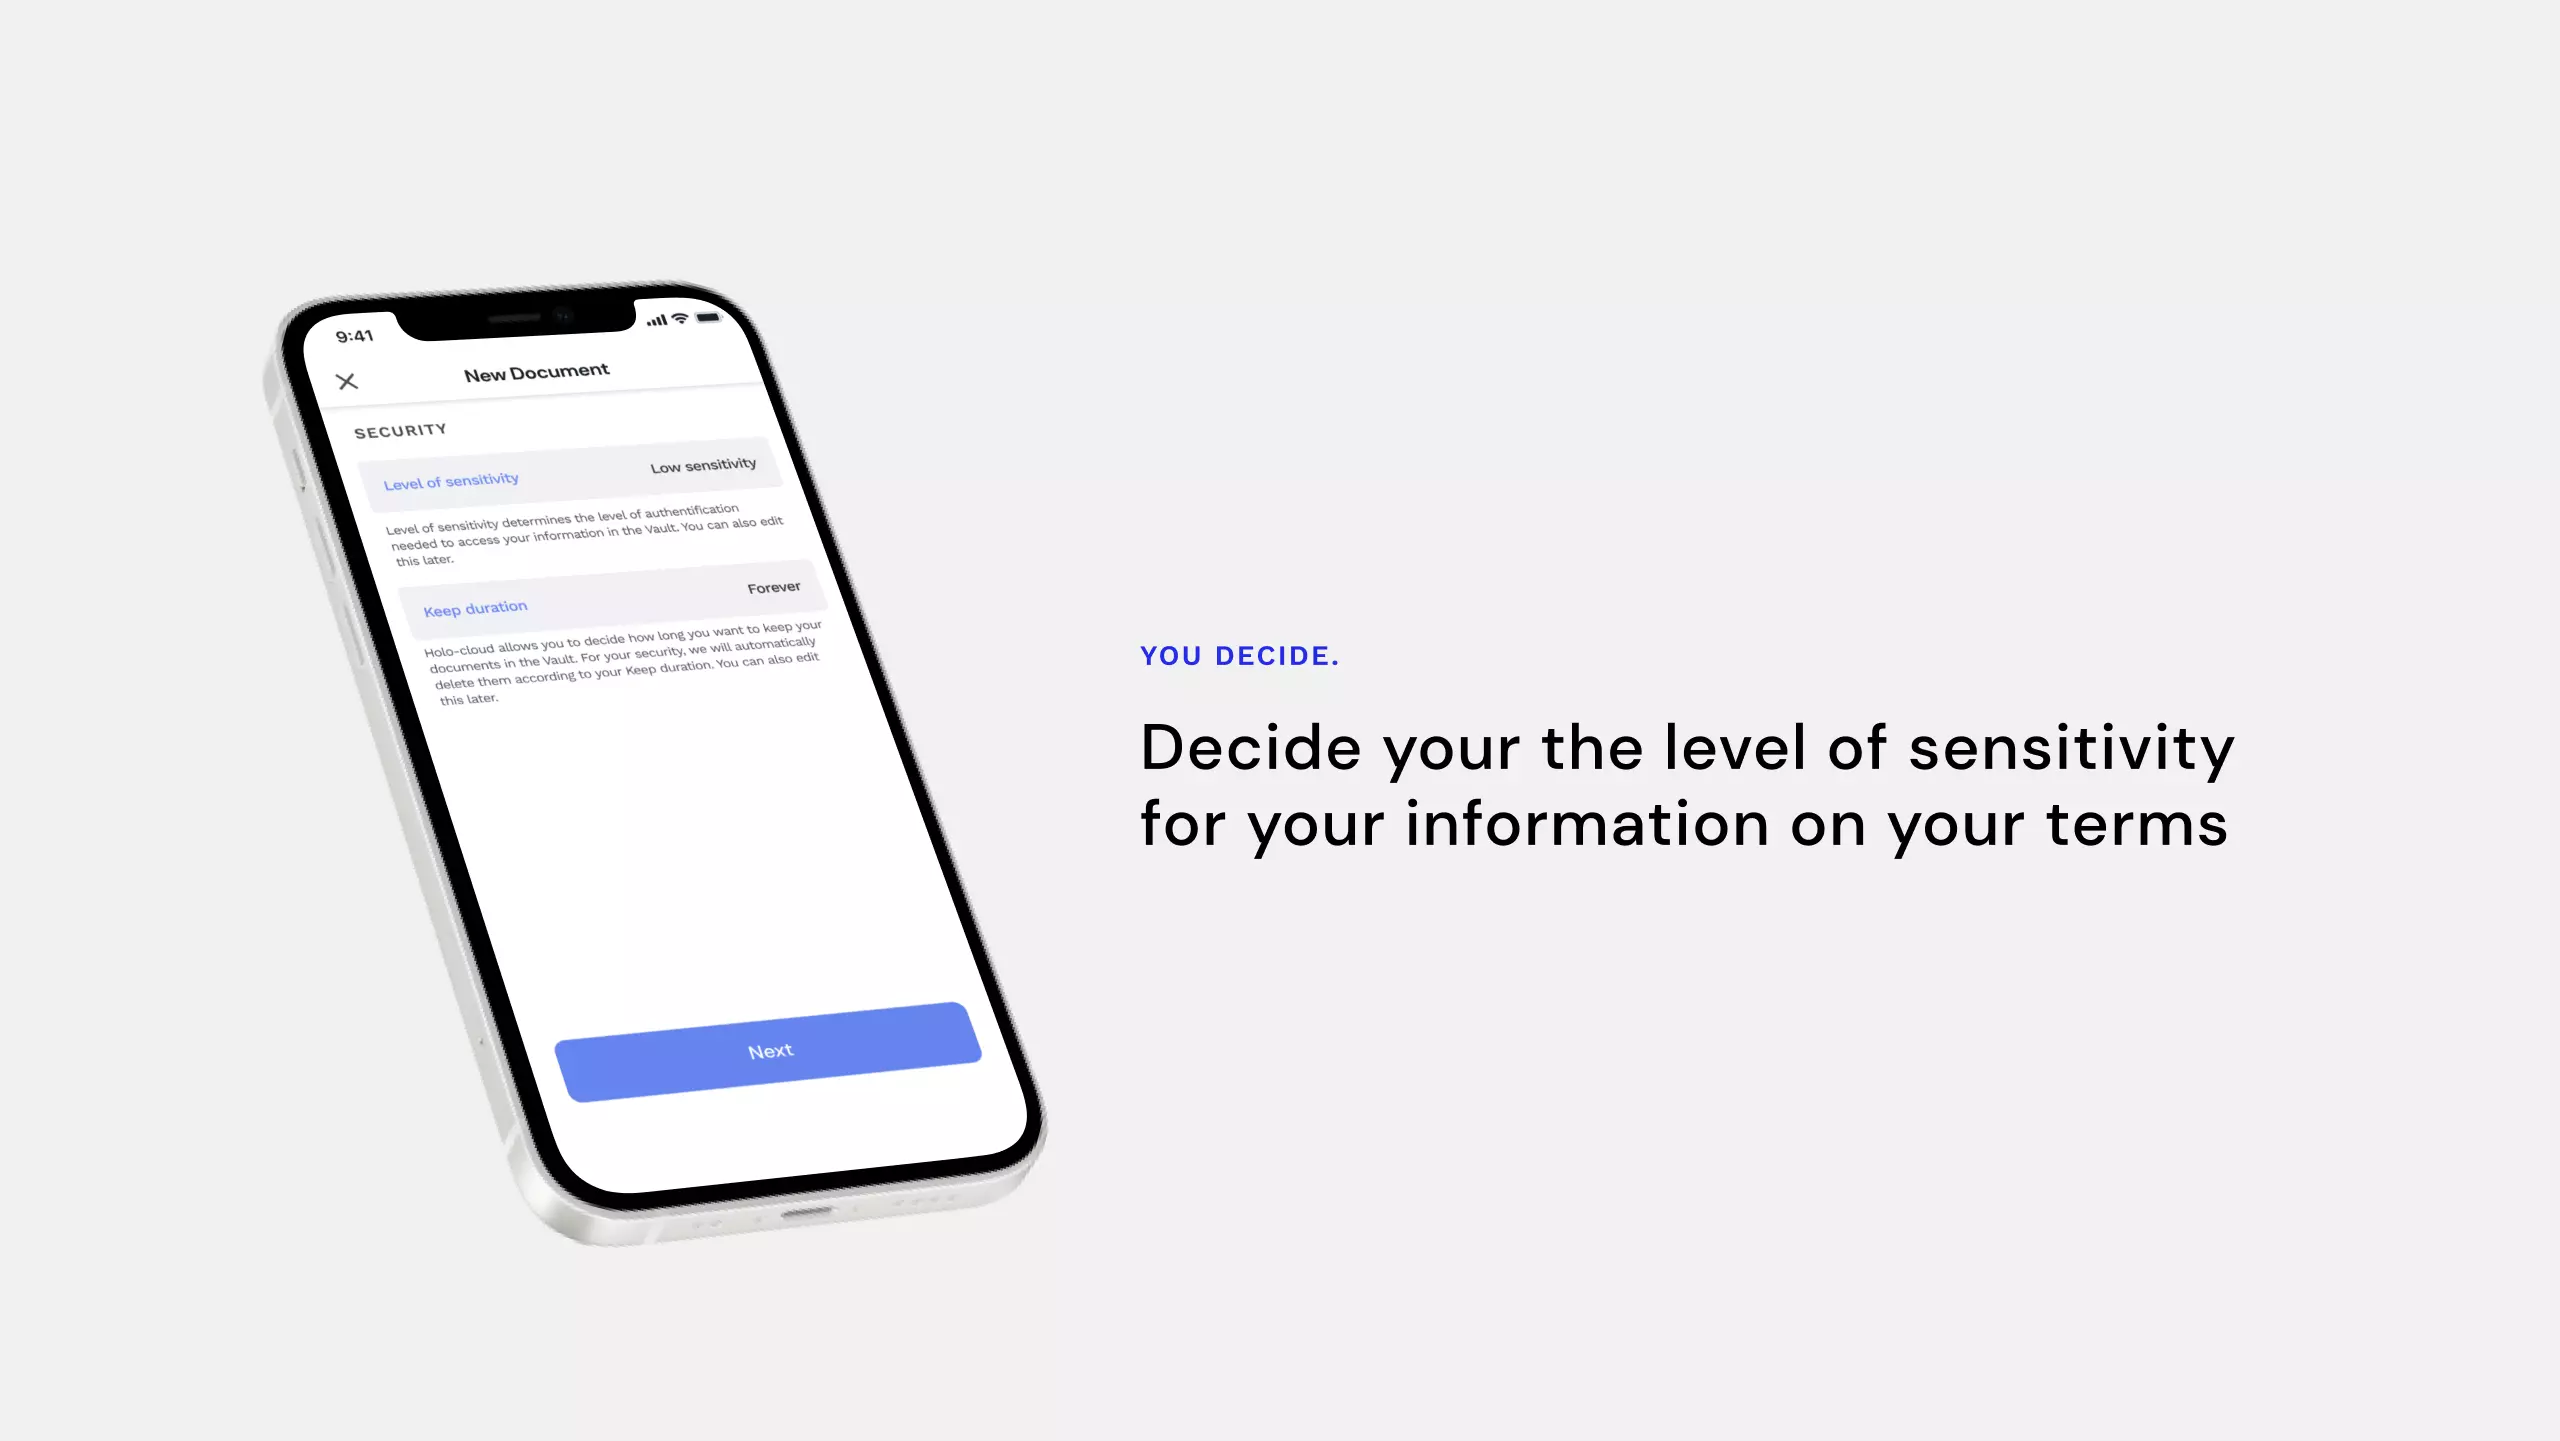 9:41
New Document
SECURITY
Level of sensitivity
Low sensitivity
Level of sensitivity determines the level of authentification
needed to access your information in the Vault. You can also edit
this later.
Keep duration
Forever
Holo-cloud allows you to decide how long you want to keep your
documents in the Vault. For your security, we will automatically
delete them according to your Keep duration. You can also edit
this later.
Next
YOU DECIDE.
Decide your the level of sensitivity
for your information on your terms